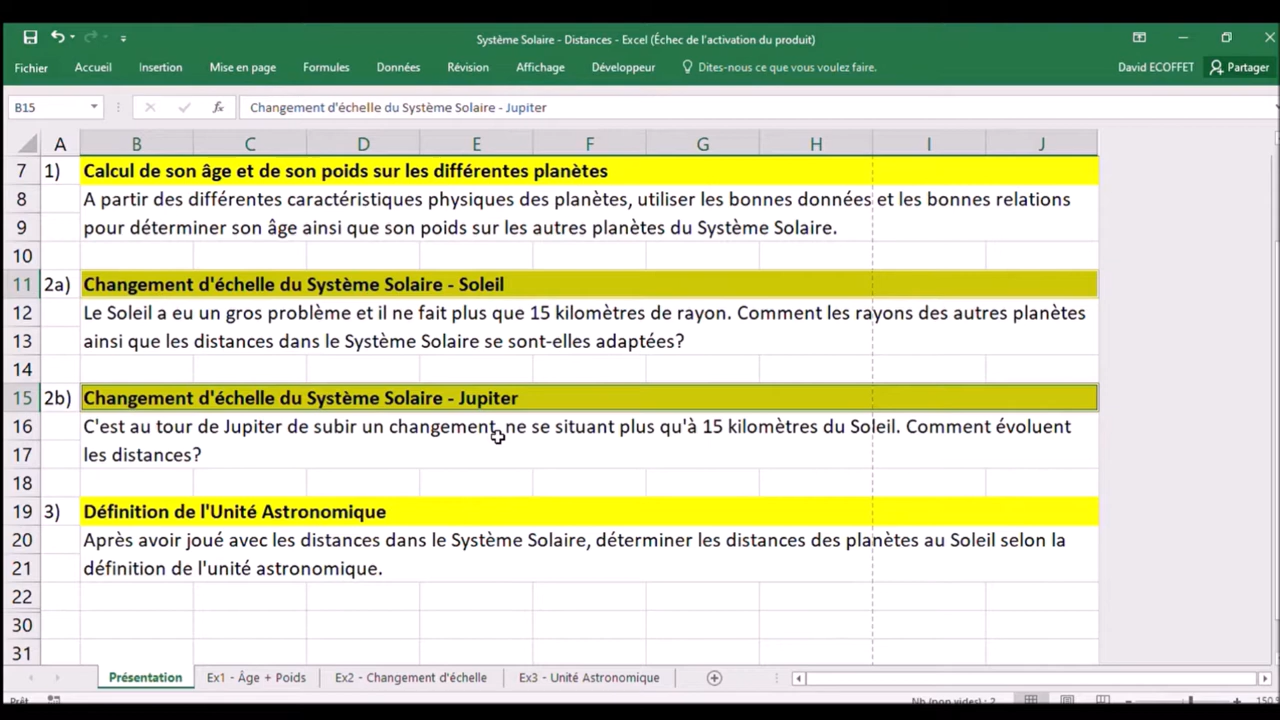 Système Solaire - Distances - Excel (Échec de l'activation du produit)
Fichier Accueil Insertion Mise en page Formules Données Révision Affichage Développeur Dites-nous ce que vous voulez faire. David ECOFFET Partager
B15 fx Changement d'échelle du Système Solaire - Jupiter
A B C D E F G H I J
7 1) Calcul de son âge et de son poids sur les différentes planètes
8 A partir des différentes caractéristiques physiques des planètes, utiliser les bonnes données et les bonnes relations
9 pour déterminer son âge ainsi que son poids sur les autres planètes du Système Solaire.
10
11 2a) Changement d'échelle du Système Solaire - Soleil
12 Le Soleil a eu un gros problème et il ne fait plus que 15 kilomètres de rayon. Comment les rayons des autres planètes
13 ainsi que les distances dans le Système Solaire se sont-elles adaptées?
14
15 2b) Changement d'échelle du Système Solaire - Jupiter
16 C'est au tour de Jupiter de subir un changement, ne se situant plus qu'à 15 kilomètres du Soleil. Comment évoluent
17 les distances?
18
19 3) Définition de l'Unité Astronomique
20 Après avoir joué avec les distances dans le Système Solaire, déterminer les distances des planètes au Soleil selon la
21 définition de l'unité astronomique.
22
30
31
Présentation Ex1 - Âge + Poids Ex2 - Changement d'échelle Ex3 - Unité Astronomique
Prêt Nb (non vides) : 2